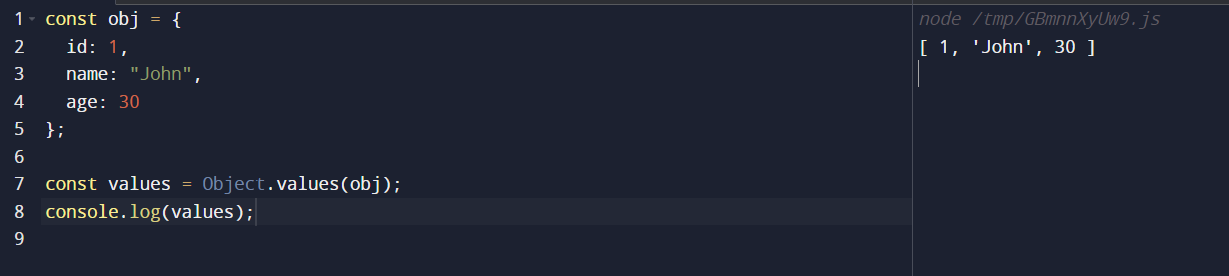 1 const obj = {
2   id: 1,
3   name: "John",
4   age: 30
5 };
6
7 const values = Object.values(obj);
8 console.log(values);
9
node /tmp/GBmnnXyUw9.js
[ 1, 'John', 30 ]